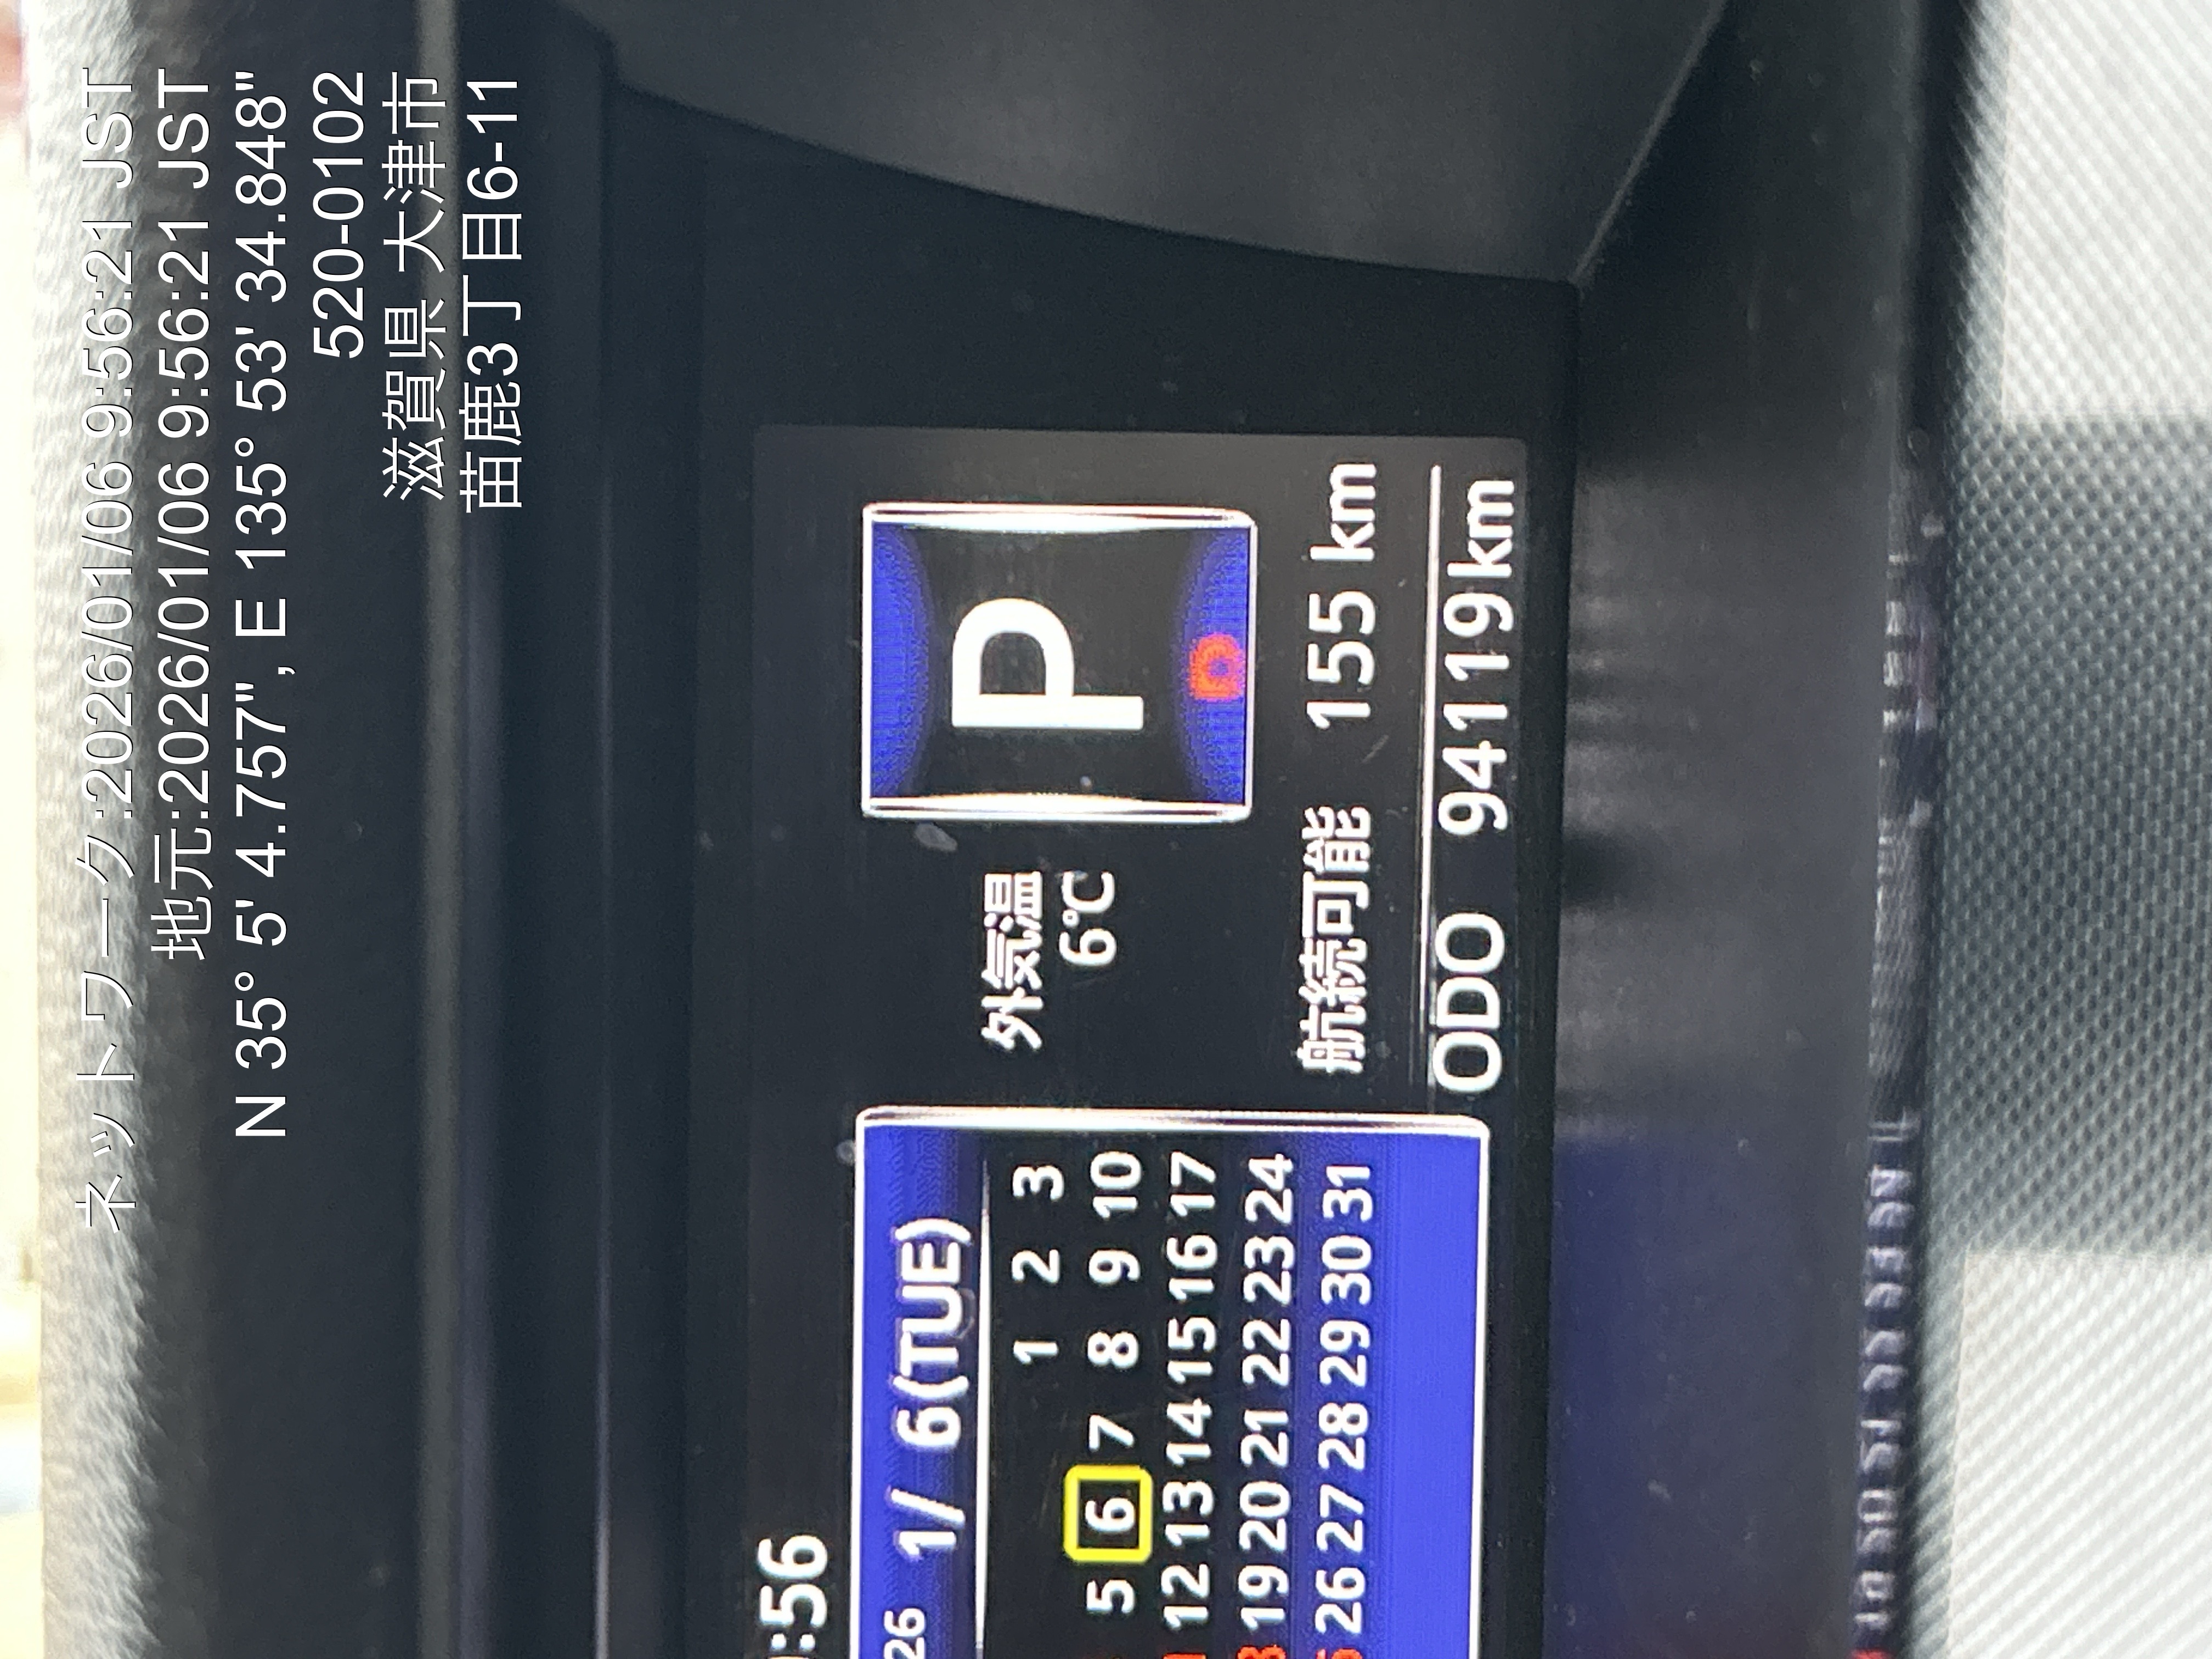 ネットワーク:2026/01/06 9:56:21 JST
地元:2026/01/06 9:56:21 JST
N 35° 5' 4.757", E 135° 53' 34.848"
520-0102
滋賀県 大津市
苗鹿3丁目6-11
:56
26 1/ 6(TUE)
1 2 3
5 6 7 8 9 10
12 13 14 15 16 17
19 20 21 22 23 24
26 27 28 29 30 31
外気温
6℃
P
D
航続可能 155 km
ODO 94119km